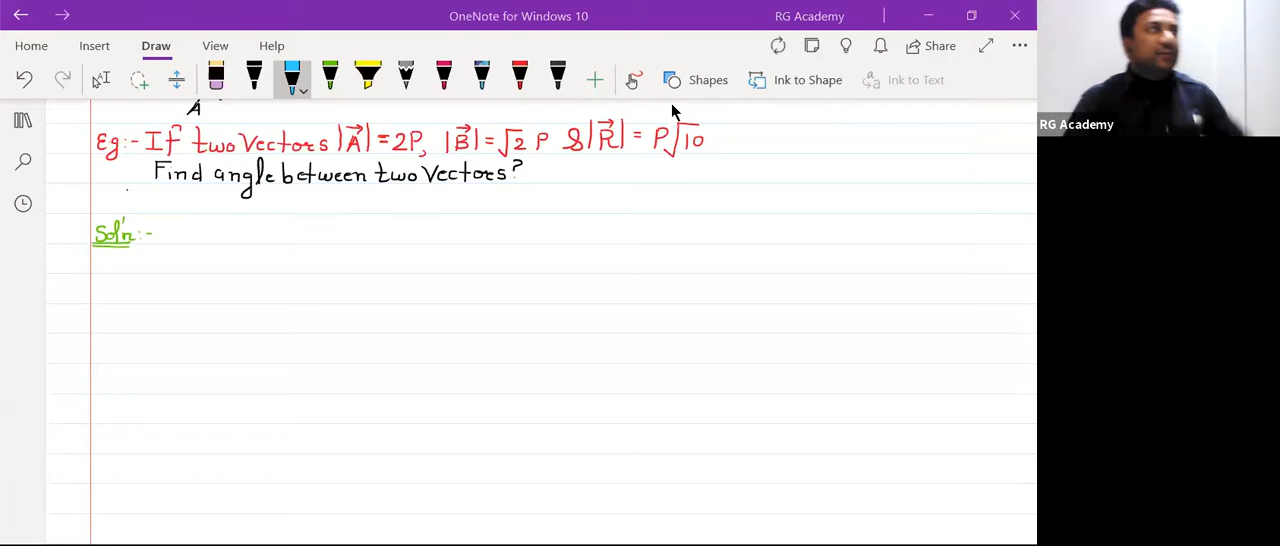 OneNote for Windows 10
RG Academy
Home Insert Draw View Help
Share
Shapes
Ink to Shape
Ink to Text
A
Eg:- If two Vectors |A⃗| = 2P, |B⃗| = √2 P & |R⃗| = P√10
Find angle between two Vectors?
Sol'n:-
RG Academy